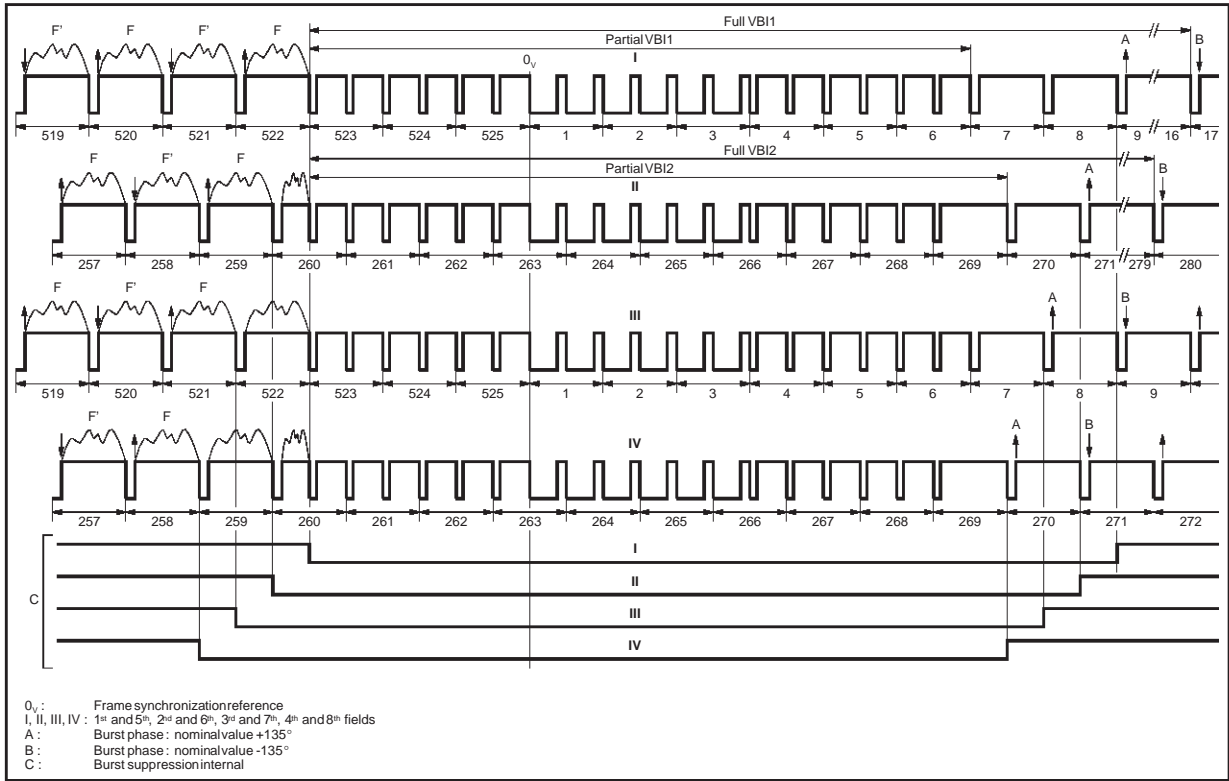 F' F F' F Full VBI1
Partial VBI1 A B
0V I
519 520 521 522 523 524 525 1 2 3 4 5 6 7 8 9 16 17
F F' F Full VBI2
Partial VBI2 A B
II
257 258 259 260 261 262 263 264 265 266 267 268 269 270 271 279 280
F F' F A B
III
519 520 521 522 523 524 525 1 2 3 4 5 6 7 8 9
F' F A B
IV
257 258 259 260 261 262 263 264 265 266 267 268 269 270 271 272
I
II
C
III
IV
0V : Frame synchronization reference
I, II, III, IV : 1st and 5th, 2nd and 6th, 3rd and 7th, 4th and 8th fields
A : Burst phase : nominal value +135°
B : Burst phase : nominal value -135°
C : Burst suppression internal